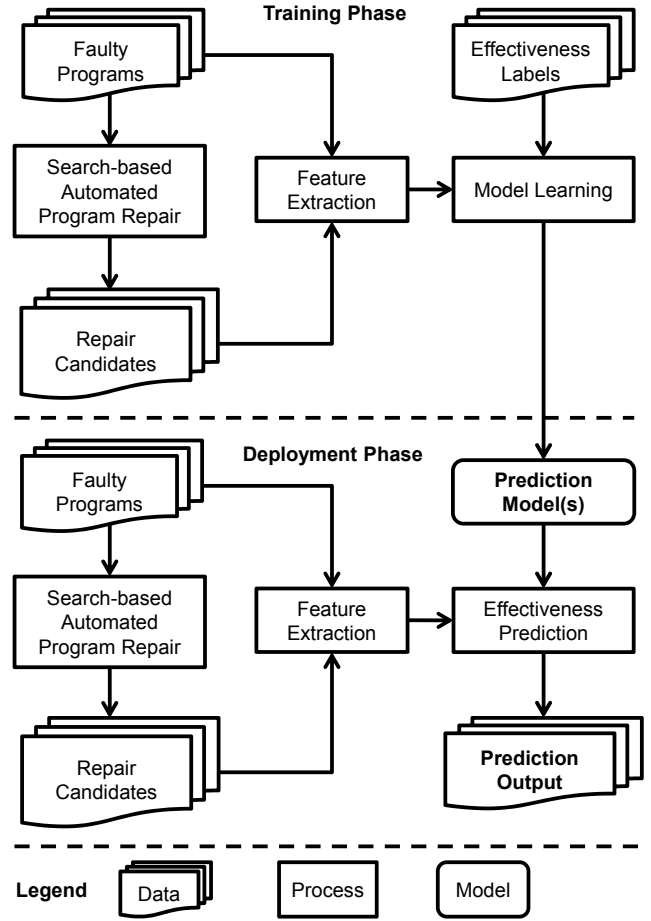 Training Phase
Faulty
Programs
Effectiveness
Labels
Search-based
Automated
Program Repair
Feature
Extraction
Model Learning
Repair
Candidates
Deployment Phase
Faulty
Programs
Prediction
Model(s)
Search-based
Automated
Program Repair
Feature
Extraction
Effectiveness
Prediction
Repair
Candidates
Prediction
Output
Legend
Data
Process
Model